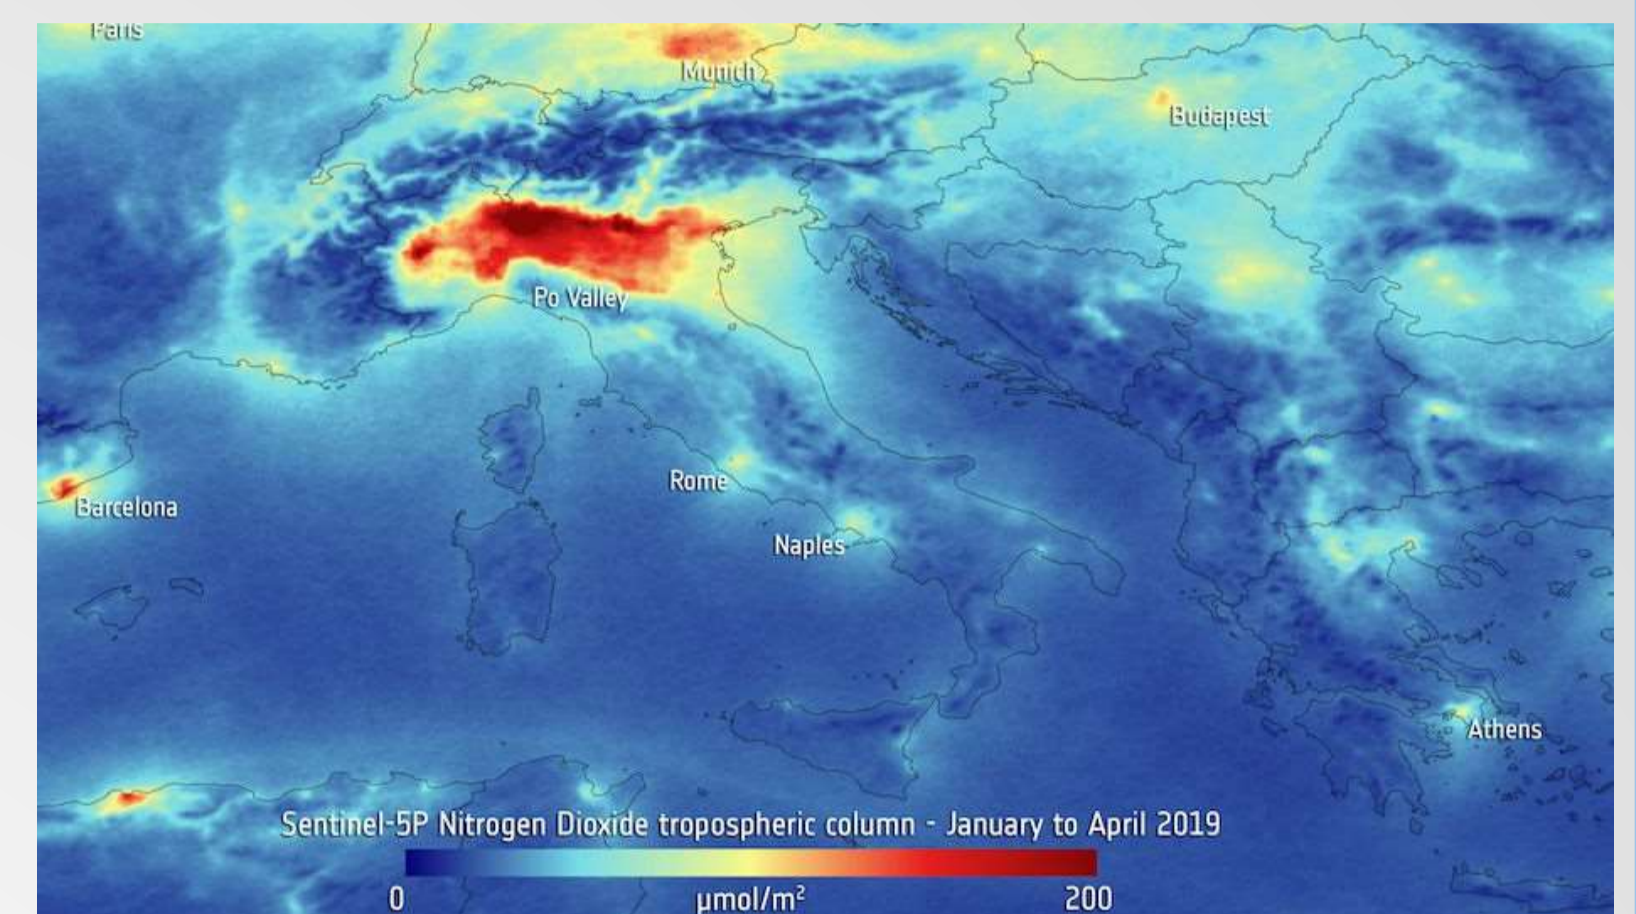 Paris
Munich
Budapest
Po Valley
Rome
Barcelona
Naples
Athens
Sentinel-5P Nitrogen Dioxide tropospheric column - January to April 2019
0 µmol/m² 200